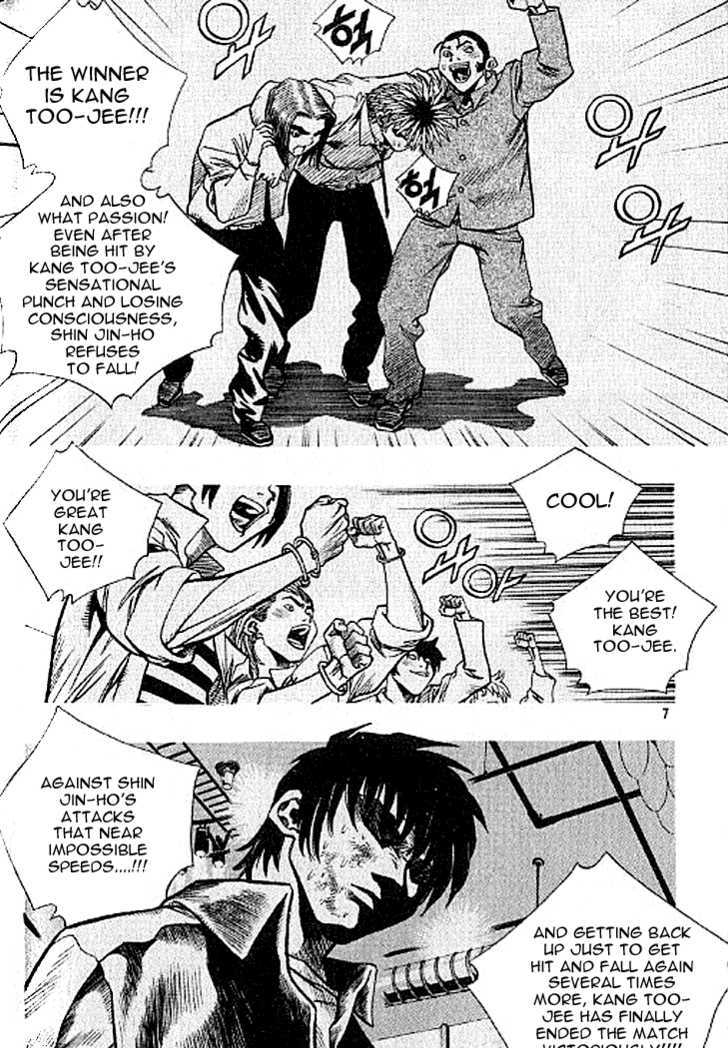 와
헉
THE WINNER
IS KANG
TOO-JEE!!!
와
헉
와
AND ALSO
WHAT PASSION!
EVEN AFTER
BEING HIT BY
KANG TOO-JEE'S
SENSATIONAL
PUNCH AND LOSING
CONSCIOUSNESS,
SHIN JIN-HO
REFUSES
TO FALL!
YOU'RE
GREAT
KANG
TOO-
JEE!!
COOL!
와
와
YOU'RE
THE BEST!
KANG
TOO-JEE.
7
AGAINST SHIN
JIN-HO'S
ATTACKS
THAT NEAR
IMPOSSIBLE
SPEEDS....!!!
AND GETTING BACK
UP JUST TO GET
HIT AND FALL AGAIN
SEVERAL TIMES
MORE, KANG TOO-
JEE HAS FINALLY
ENDED THE MATCH
VICTORIOUSLY!!!!